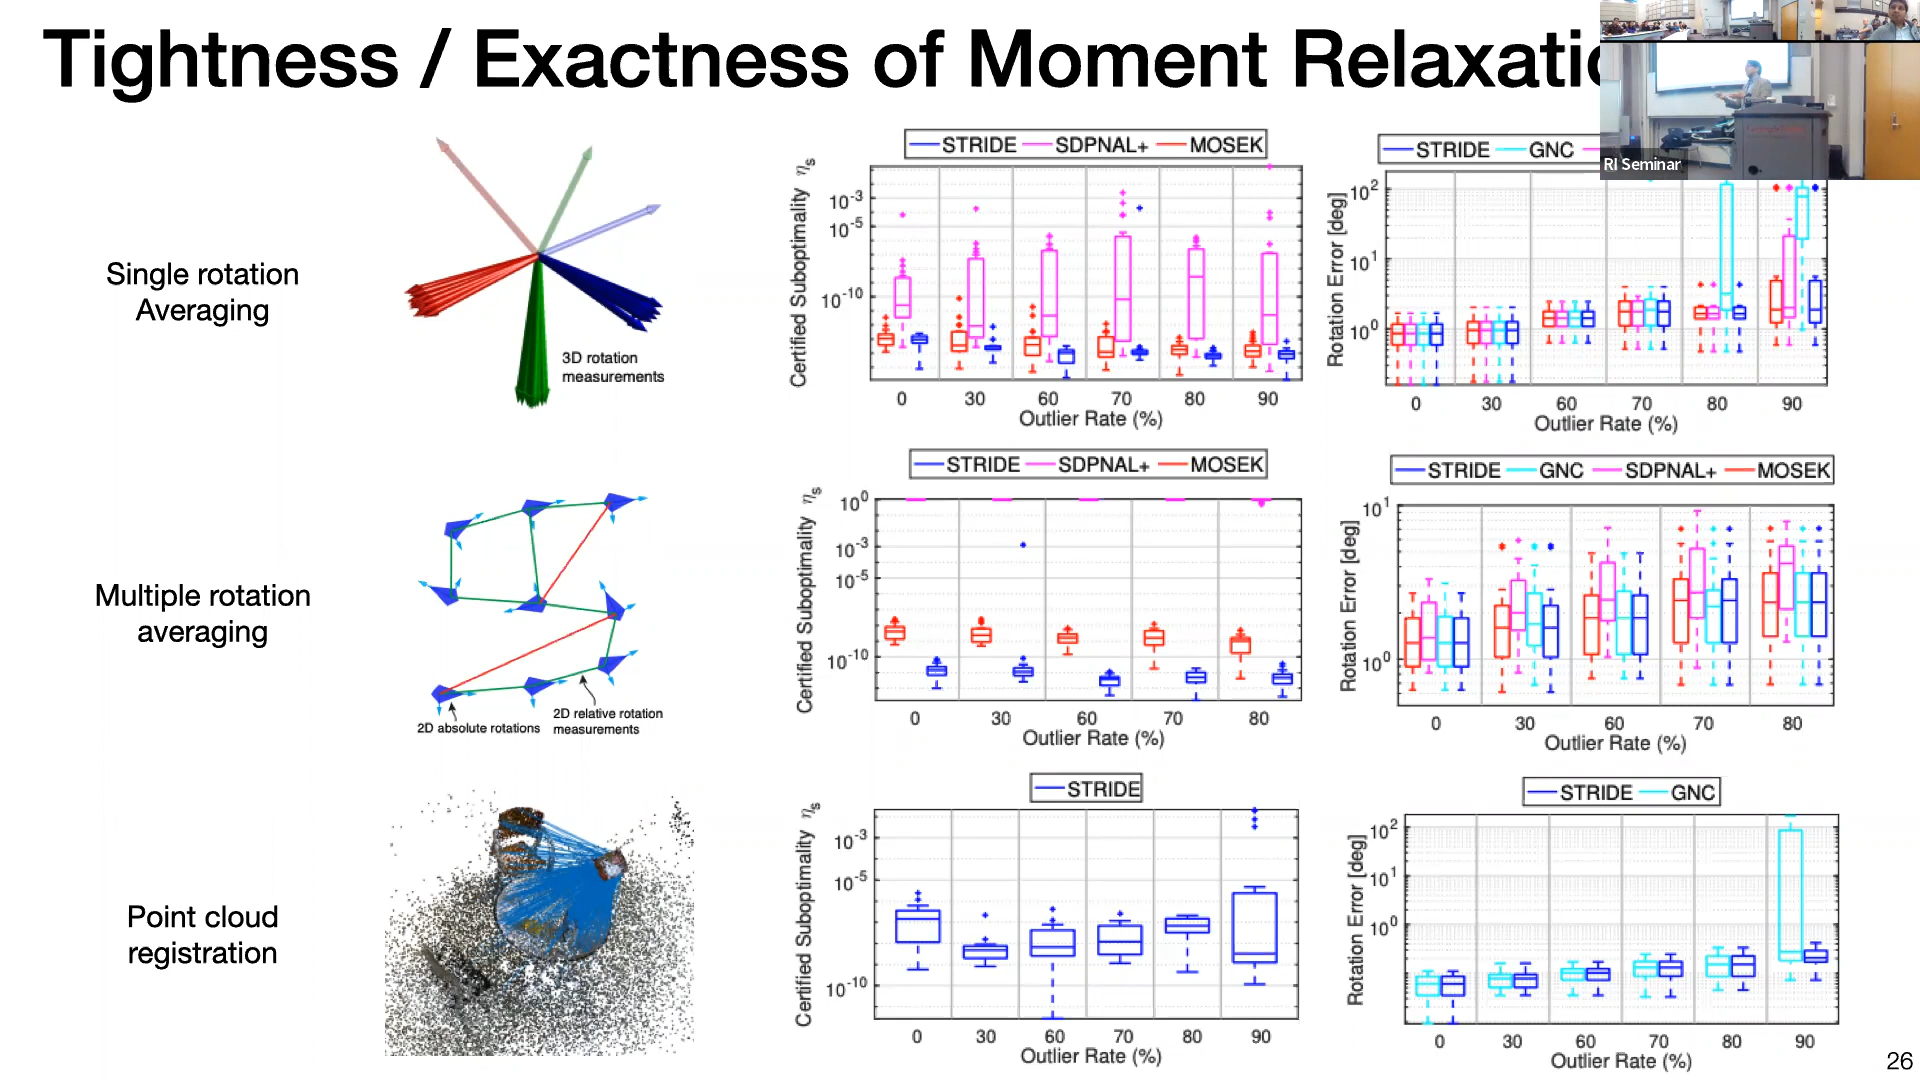 Tightness / Exactness of Moment Relaxatio
RI Seminar
Single rotation
Averaging
3D rotation
measurements
STRIDE SDPNAL+ MOSEK
Certified Suboptimality ηs
10^-3
10^-5
10^-10
0 30 60 70 80 90
Outlier Rate (%)
STRIDE GNC
Rotation Error [deg]
10^2
10^1
10^0
0 30 60 70 80 90
Outlier Rate (%)
Multiple rotation
averaging
2D absolute rotations
2D relative rotation
measurements
STRIDE SDPNAL+ MOSEK
Certified Suboptimality ηs
10^0
10^-3
10^-5
10^-10
0 30 60 70 80
Outlier Rate (%)
STRIDE GNC SDPNAL+ MOSEK
Rotation Error [deg]
10^1
10^0
0 30 60 70 80
Outlier Rate (%)
Point cloud
registration
STRIDE
Certified Suboptimality ηs
10^-3
10^-5
10^-10
0 30 60 70 80 90
Outlier Rate (%)
STRIDE GNC
Rotation Error [deg]
10^2
10^1
10^0
0 30 60 70 80 90
Outlier Rate (%)
26